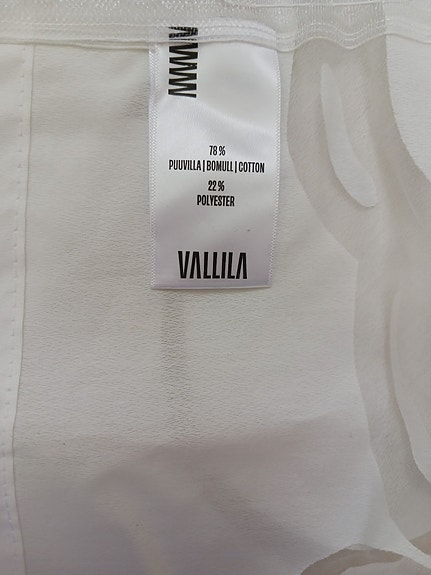 78 %
PUUVILLA | BOMULL | COTTON
22 %
POLYESTER
VALLILA